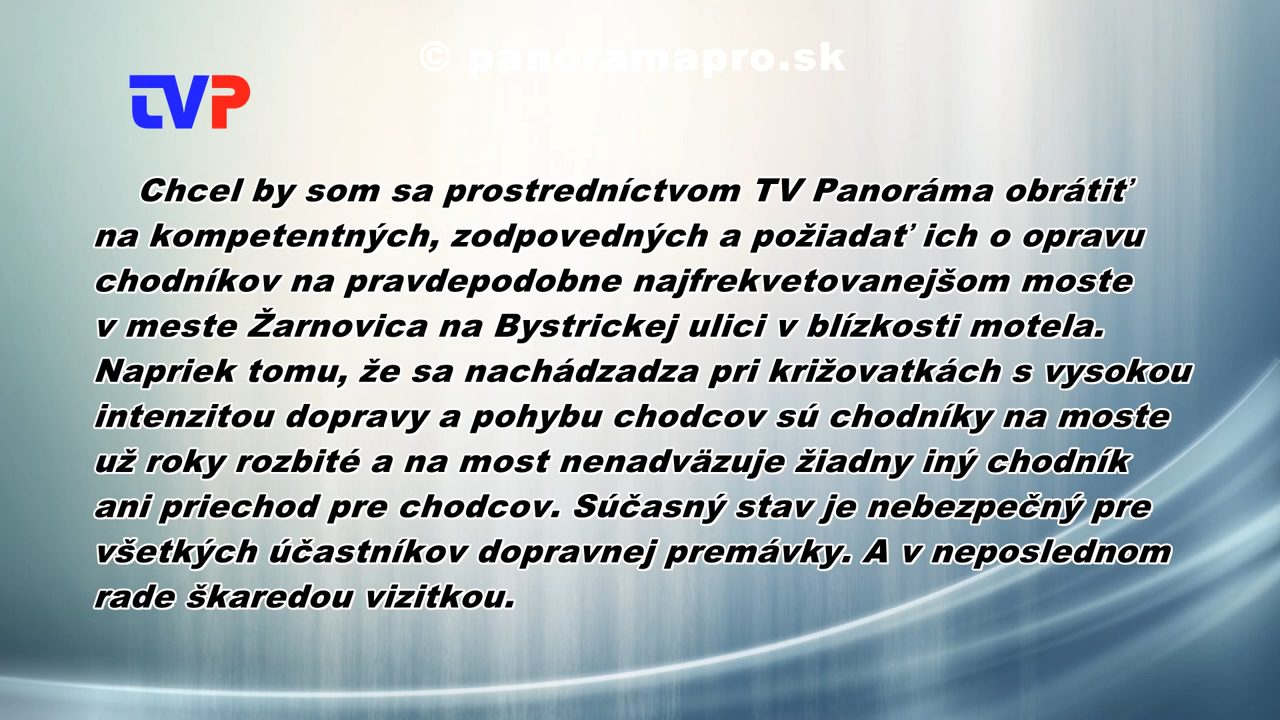 © panoramapro.sk
TVP
Chcel by som sa prostredníctvom TV Panoráma obrátiť
na kompetentných, zodpovedných a požiadať ich o opravu
chodníkov na pravdepodobne najfrekvetovanejšom moste
v meste Žarnovica na Bystrickej ulici v blízkosti motela.
Napriek tomu, že sa nachádzadza pri križovatkách s vysokou
intenzitou dopravy a pohybu chodcov sú chodníky na moste
už roky rozbité a na most nenadväzuje žiadny iný chodník
ani priechod pre chodcov. Súčasný stav je nebezpečný pre
všetkých účastníkov dopravnej premávky. A v neposlednom
rade škaredou vizitkou.